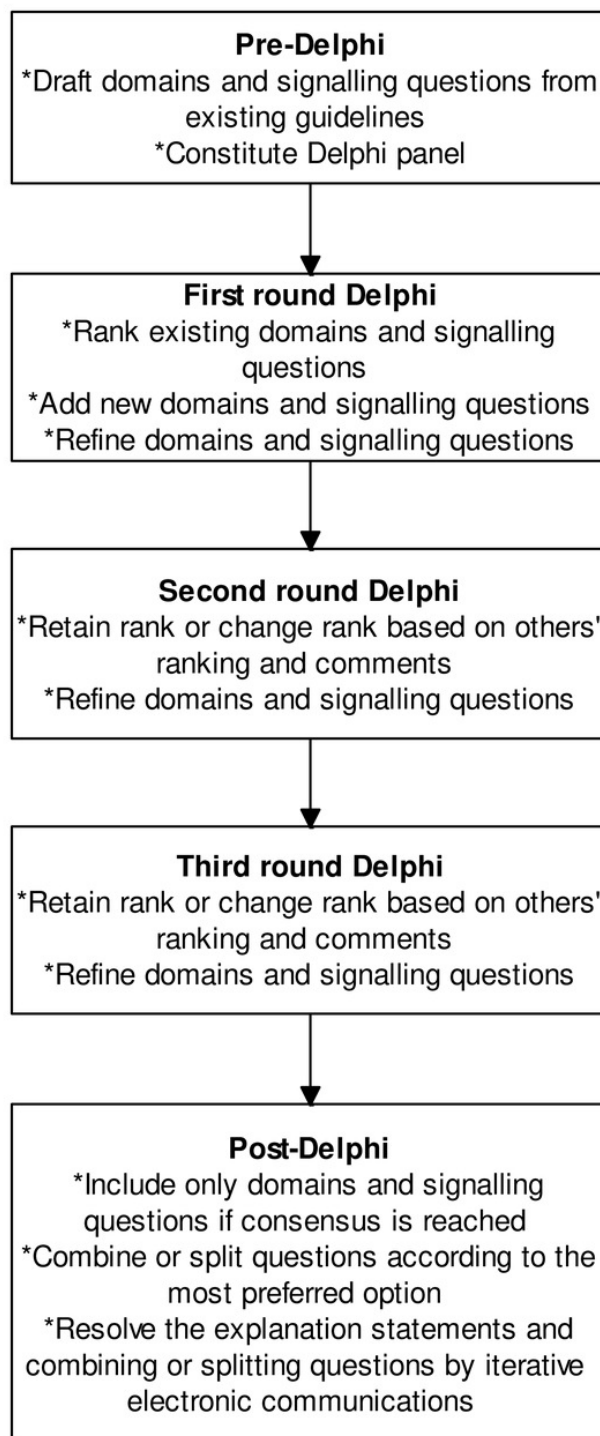 Pre-Delphi
*Draft domains and signalling questions from
existing guidelines
*Constitute Delphi panel
First round Delphi
*Rank existing domains and signalling
questions
*Add new domains and signalling questions
*Refine domains and signalling questions
Second round Delphi
*Retain rank or change rank based on others'
ranking and comments
*Refine domains and signalling questions
Third round Delphi
*Retain rank or change rank based on others'
ranking and comments
*Refine domains and signalling questions
Post-Delphi
*Include only domains and signalling
questions if consensus is reached
*Combine or split questions according to the
most preferred option
*Resolve the explanation statements and
combining or splitting questions by iterative
electronic communications